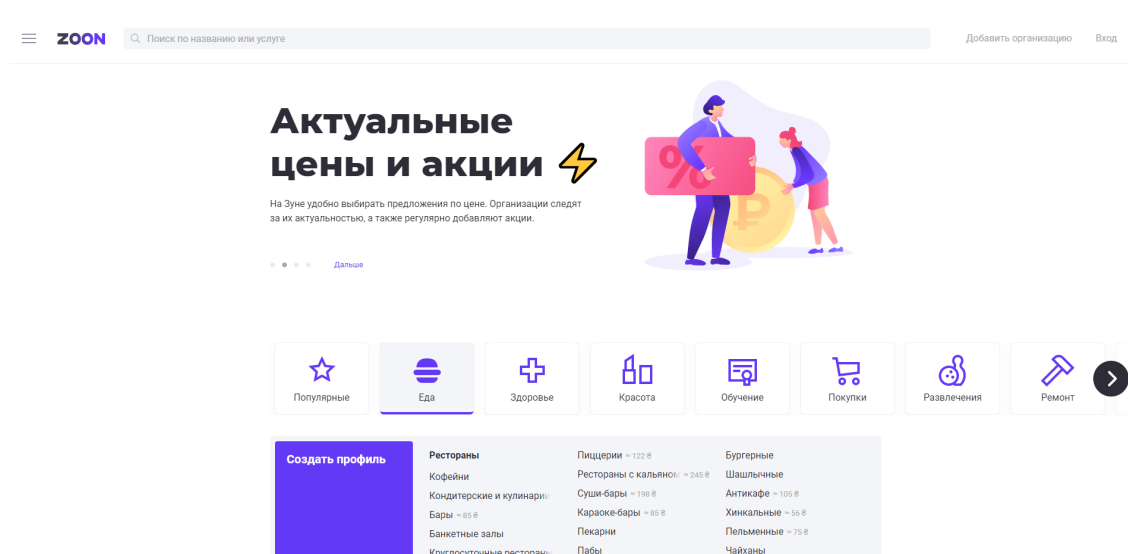 ZOON
Поиск по названию или услуге
Добавить организацию
Вход
Актуальные
цены и акции
На Зуне удобно выбирать предложения по цене. Организации следят
за их актуальностью, а также регулярно добавляют акции.
Дальше
%
₽
Популярные
Еда
Здоровье
Красота
Обучение
Покупки
Развлечения
Ремонт
Создать профиль
Рестораны
Кофейни
Кондитерские и кулинарии
Бары ≈ 85 ₴
Банкетные залы
Круглосуточные рестораны
Пиццерии ≈ 122 ₴
Рестораны с кальяном ≈ 245 ₴
Суши-бары ≈ 198 ₴
Караоке-бары ≈ 85 ₴
Пекарни
Пабы
Бургерные
Шашлычные
Антикафе ≈ 105 ₴
Хинкальные ≈ 56 ₴
Пельменные ≈ 75 ₴
Чайханы